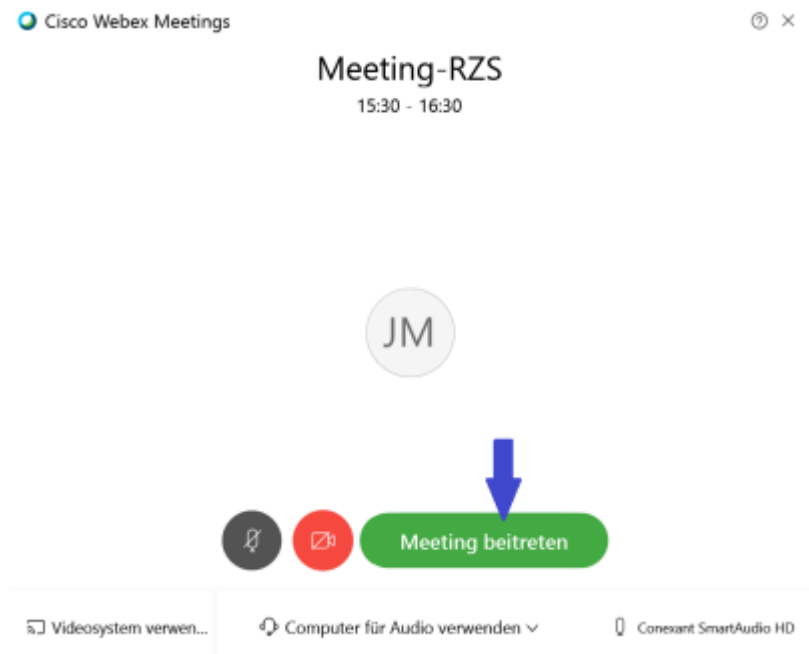 Cisco Webex Meetings
Meeting-RZS
15:30 - 16:30
JM
Meeting beitreten
Videosystem verwen...
Computer für Audio verwenden
Conexant SmartAudio HD